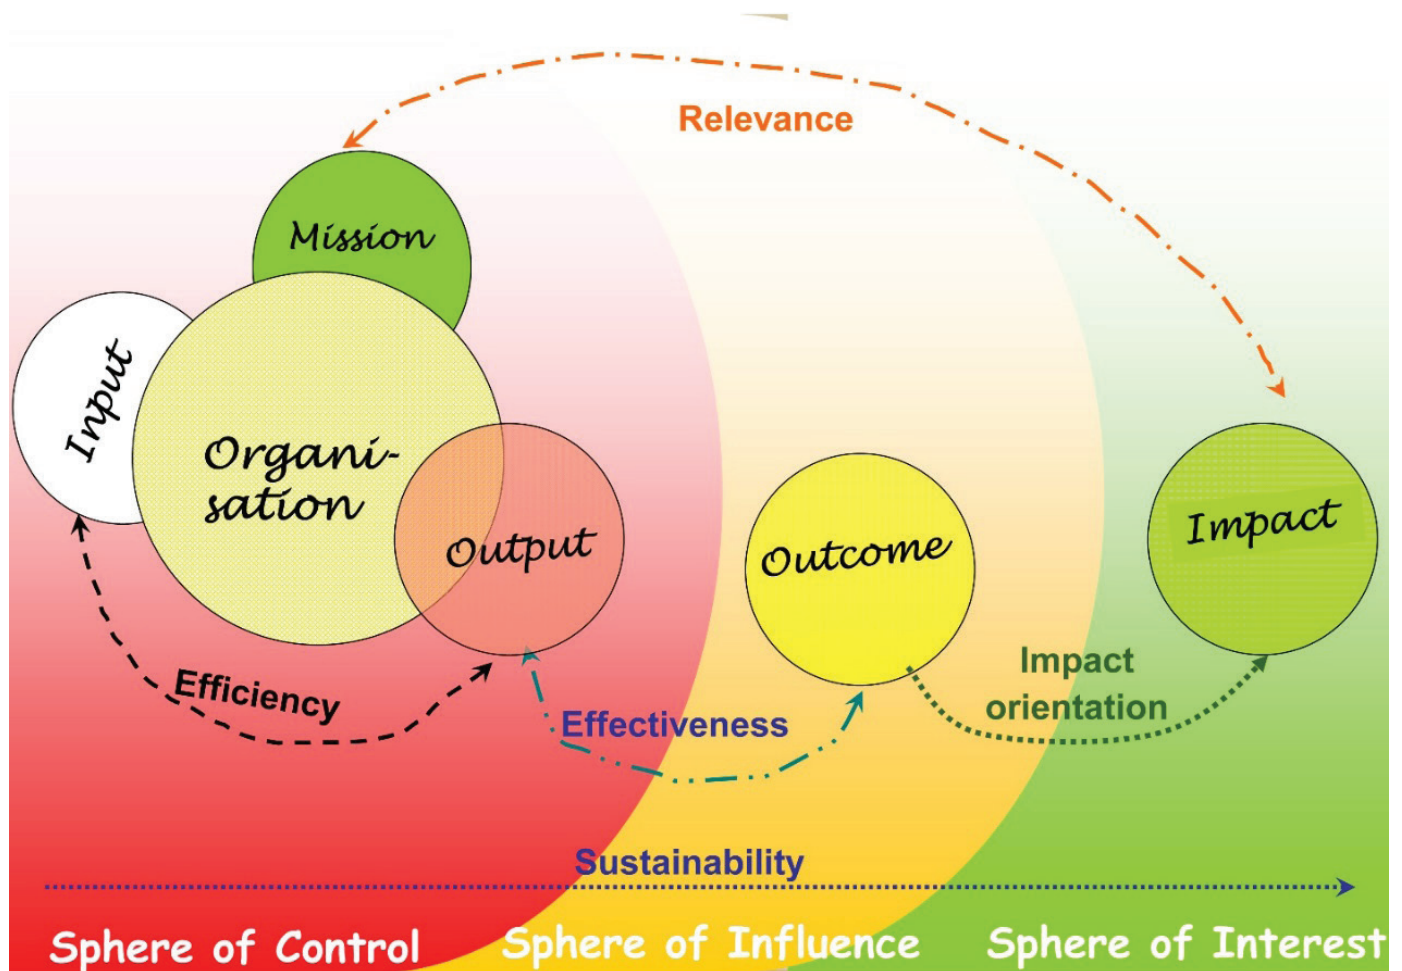 Relevance
Mission
Input
Organi-
sation
Output
Outcome
Impact
Efficiency
Effectiveness
Impact
orientation
Sustainability
Sphere of Control
Sphere of Influence
Sphere of Interest